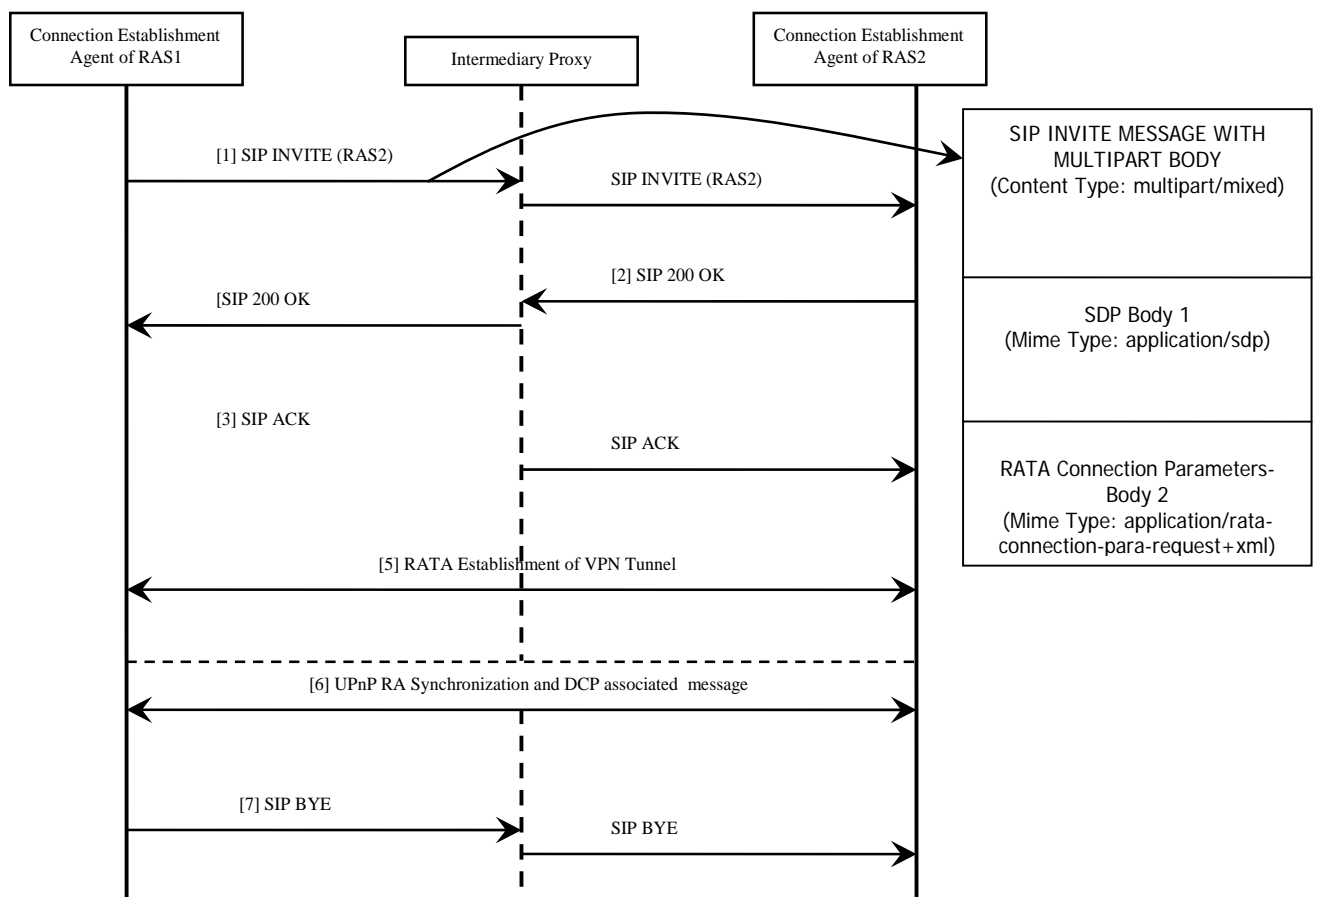 Connection Establishment
Agent of RAS1
Intermediary Proxy
Connection Establishment
Agent of RAS2
[1] SIP INVITE (RAS2)
SIP INVITE (RAS2)
[2] SIP 200 OK
[SIP 200 OK
[3] SIP ACK
SIP ACK
[5] RATA Establishment of VPN Tunnel
[6] UPnP RA Synchronization and DCP associated  message
[7] SIP BYE
SIP BYE
SIP INVITE MESSAGE WITH
MULTIPART BODY
(Content Type: multipart/mixed)
SDP Body 1
(Mime Type: application/sdp)
RATA Connection Parameters-
Body 2
(Mime Type: application/rata-
connection-para-request+xml)